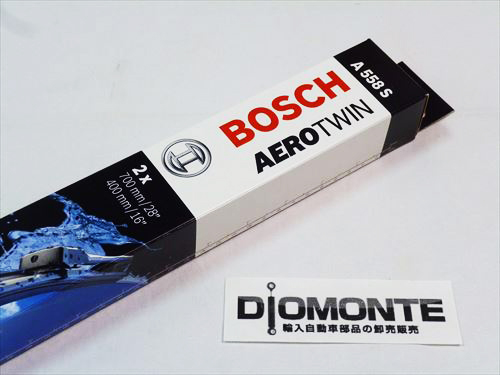 BOSCH
AEROTWIN
A 558 S
2 x
700 mm/28"
400 mm/16"
DIOMONTE
輸入自動車部品の卸売販売